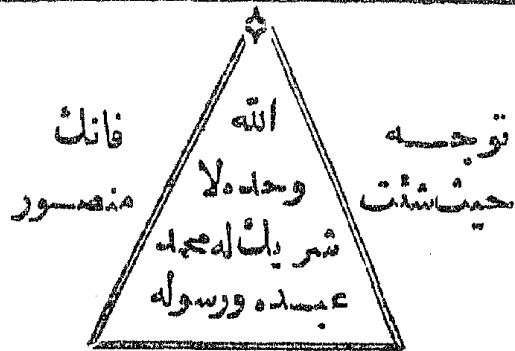 الله
وحده لا
شريك له محمد
عبده ورسوله
توجه
حيث شئت
فانك
منصور